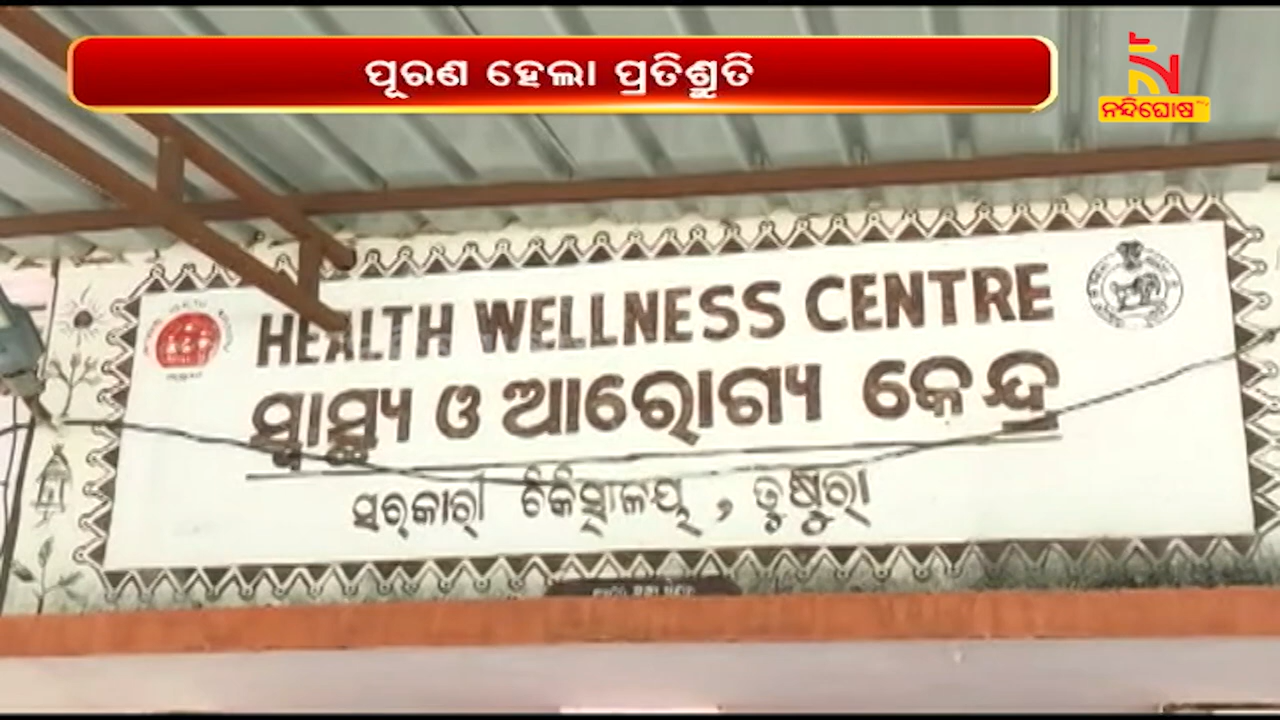 ପୂରଣ ହେଲା ପ୍ରତିଶ୍ରୁତି
ନନ୍ଦିଘୋଷ
HEALTH WELLNESS CENTRE
ସ୍ୱାସ୍ଥ୍ୟ ଓ ଆରୋଗ୍ୟ କେନ୍ଦ୍ର
ସରକାରୀ ଚିକିତ୍ସାଳୟ, ତୁଷୁରା